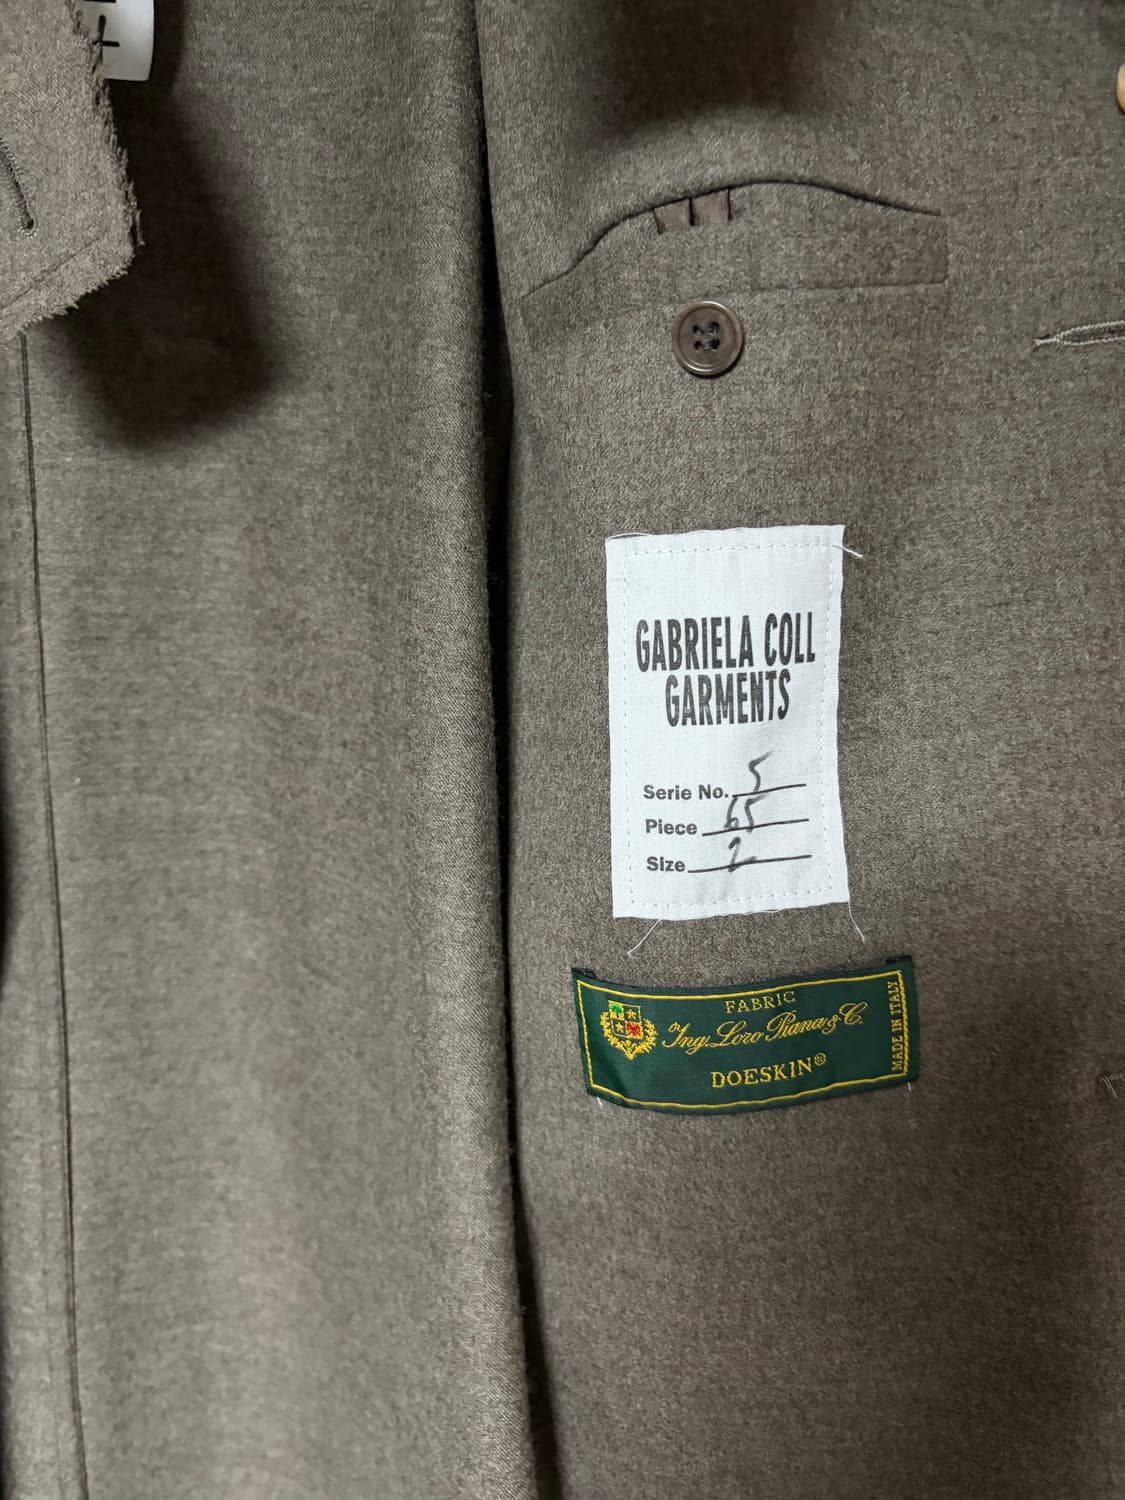 GABRIELA COLL
GARMENTS
Serie No. 5
Piece 65
Size 2
FABRIC
Ing. Loro Piana & C.
DOESKIN®
MADE IN ITALY